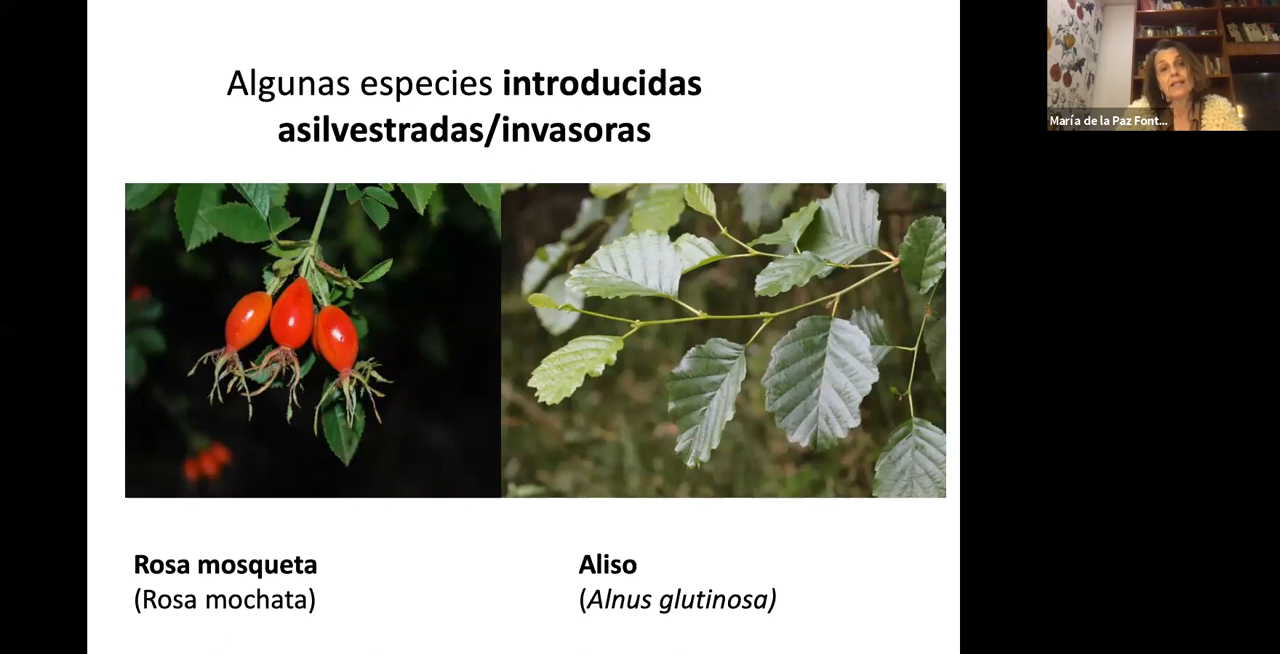 Algunas especies introducidas
asilvestradas/invasoras
María de la Paz Font...
Rosa mosqueta
(Rosa mochata)
Aliso
(Alnus glutinosa)